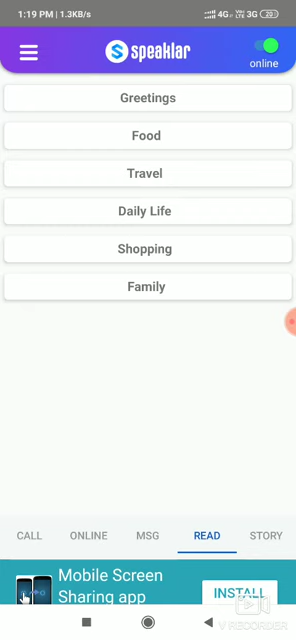 1:19 PM | 1.3KB/s 4G 3G 20
speaklar
online
Greetings
Food
Travel
Daily Life
Shopping
Family
CALL ONLINE MSG READ STORY
Mobile Screen
Sharing app
INSTALL
V RECORDER